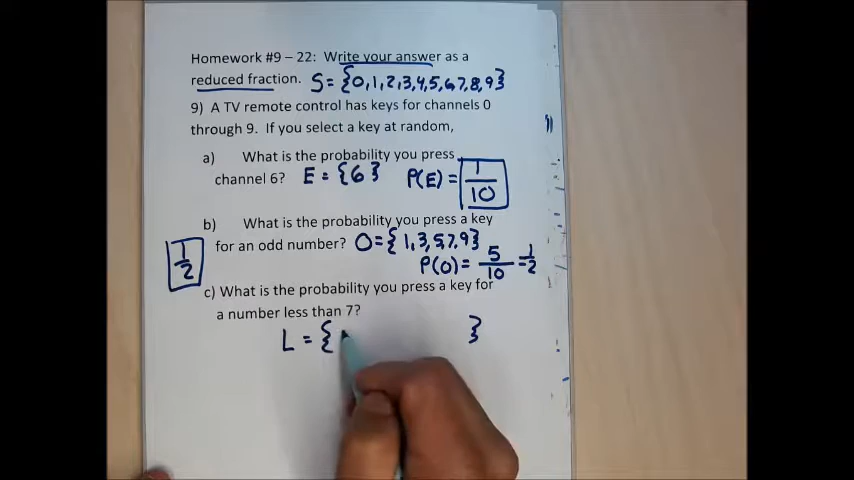 Homework #9 – 22: Write your answer as a
reduced fraction. S = {0,1,2,3,4,5,6,7,8,9}
9) A TV remote control has keys for channels 0
through 9. If you select a key at random,
a) What is the probability you press
channel 6? E = {6} P(E) = 1/10
b) What is the probability you press a key
for an odd number? O = {1,3,5,7,9}
P(O) = 5/10 = 1/2
1/2
c) What is the probability you press a key for
a number less than 7?
L = { }